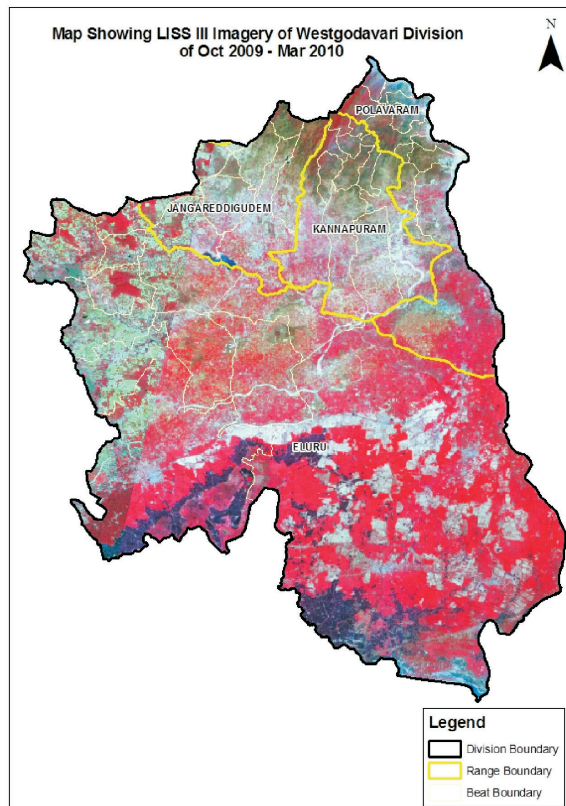 Map Showing LISS III Imagery of Westgodavari Division
of Oct 2009 - Mar 2010
N
POLAVARAM
JANGAREDDIGUDEM
KANNAPURAM
ELURU
Legend
Division Boundary
Range Boundary
Beat Boundary